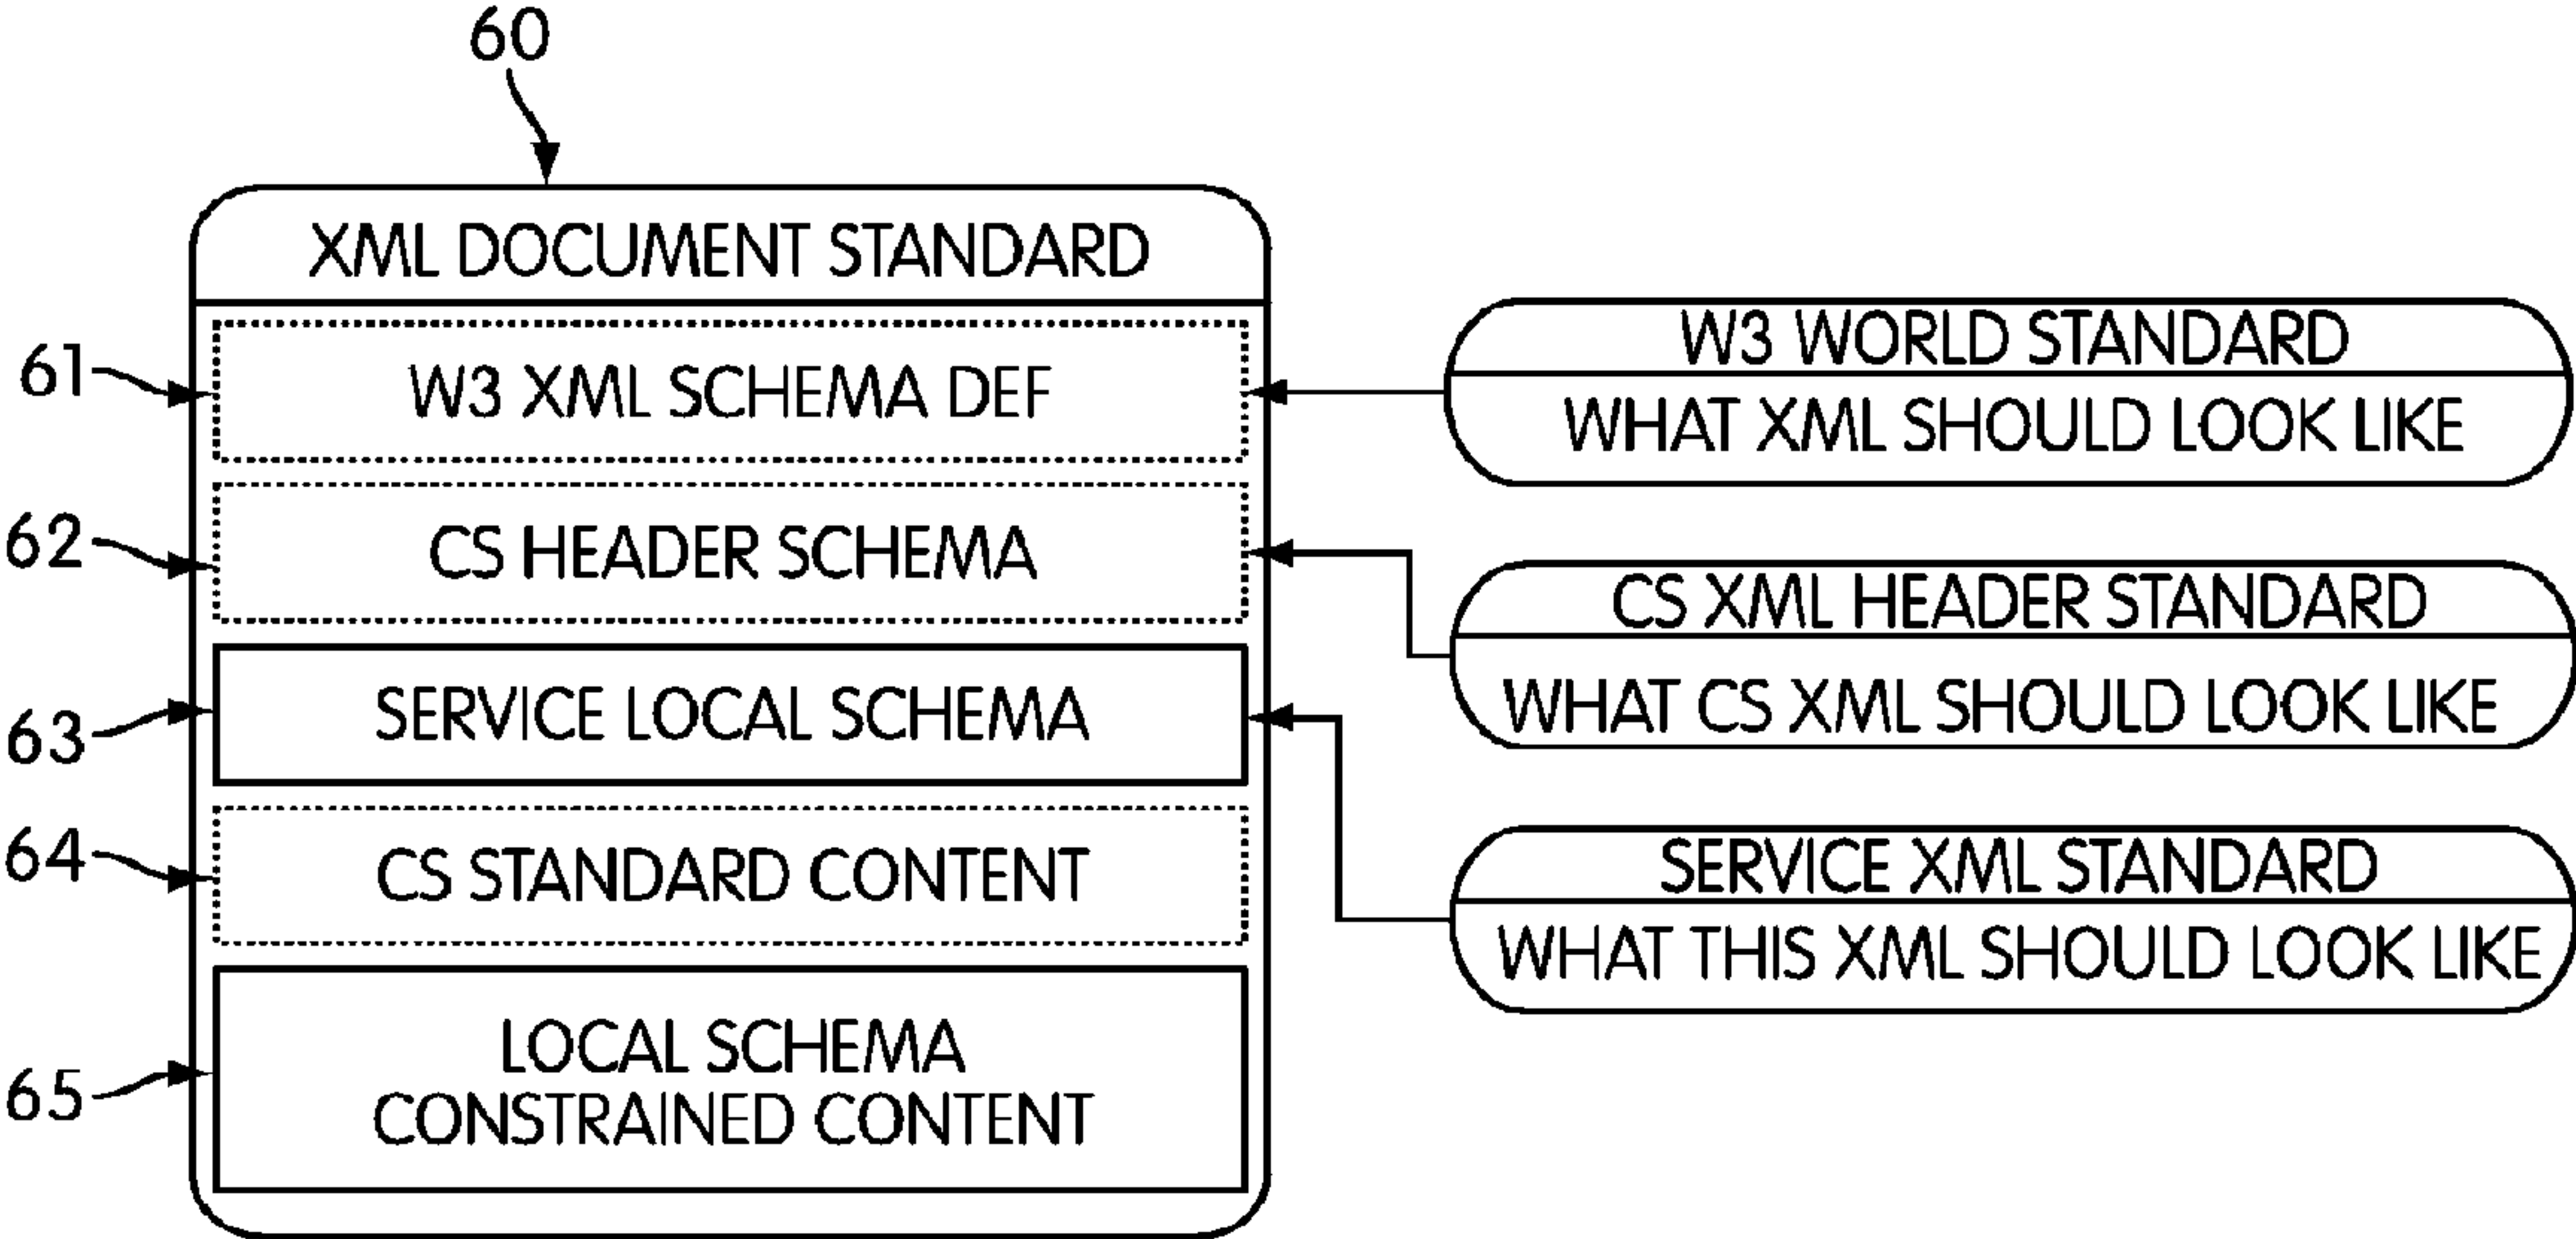 60
XML DOCUMENT STANDARD
61
W3 XML SCHEMA DEF
62
CS HEADER SCHEMA
63
SERVICE LOCAL SCHEMA
64
CS STANDARD CONTENT
65
LOCAL SCHEMA
CONSTRAINED CONTENT
W3 WORLD STANDARD
WHAT XML SHOULD LOOK LIKE
CS XML HEADER STANDARD
WHAT CS XML SHOULD LOOK LIKE
SERVICE XML STANDARD
WHAT THIS XML SHOULD LOOK LIKE